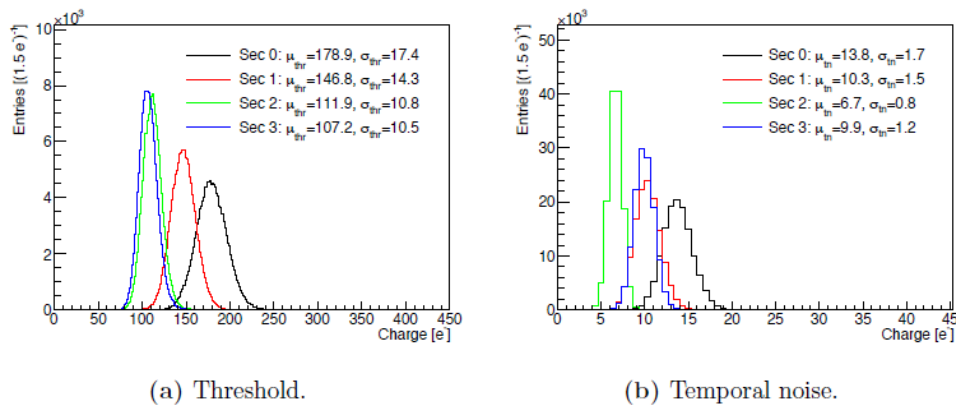 ×10³
Entries [(1.5 e⁻)⁻¹]
10
8
6
4
2
0
Sec 0: μthr=178.9, σthr=17.4
Sec 1: μthr=146.8, σthr=14.3
Sec 2: μthr=111.9, σthr=10.8
Sec 3: μthr=107.2, σthr=10.5
0 50 100 150 200 250 300 350 400 450
Charge [e⁻]
(a) Threshold.
×10³
Entries [(1.5 e⁻)⁻¹]
50
40
30
20
10
0
Sec 0: μtn=13.8, σtn=1.7
Sec 1: μtn=10.3, σtn=1.5
Sec 2: μtn=6.7, σtn=0.8
Sec 3: μtn=9.9, σtn=1.2
0 5 10 15 20 25 30 35 40 45
Charge [e⁻]
(b) Temporal noise.